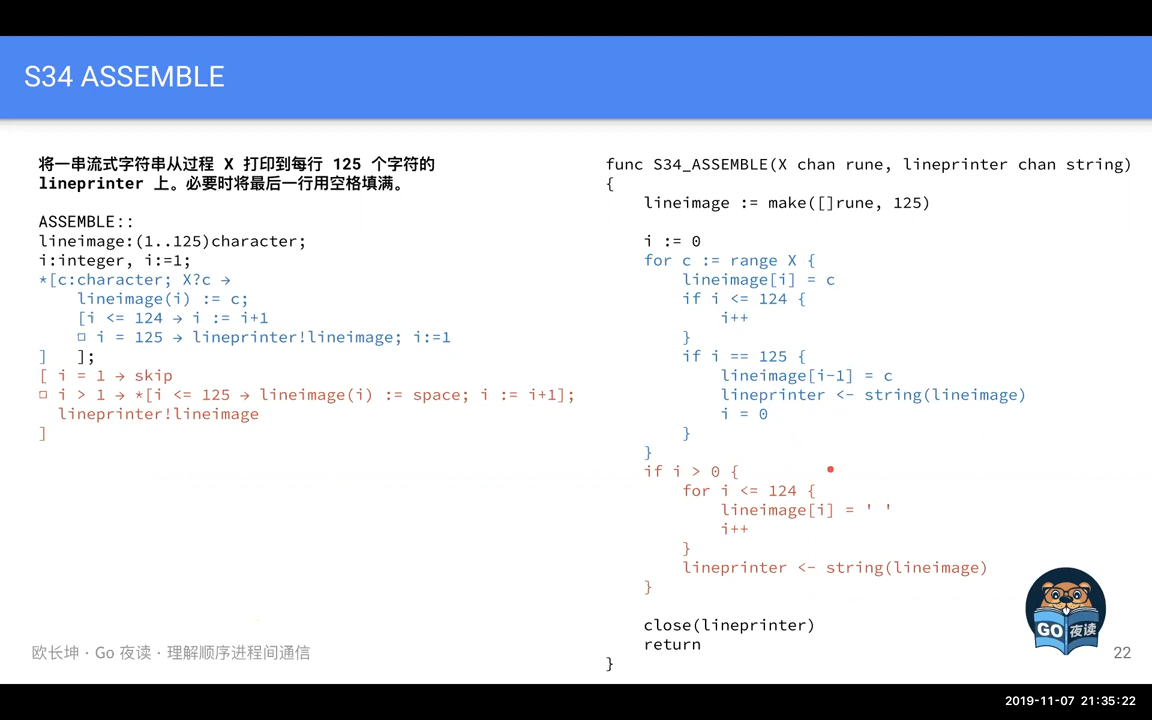 S34 ASSEMBLE
将一串流式字符串从过程 X 打印到每行 125 个字符的
lineprinter 上。必要时将最后一行用空格填满。
ASSEMBLE::
lineimage:(1..125)character;
i:integer, i:=1;
*[c:character; X?c →
    lineimage(i) := c;
    [i <= 124 → i := i+1
    □ i = 125 → lineprinter!lineimage; i:=1
]   ];
[ i = 1 → skip
□ i > 1 → *[i <= 125 → lineimage(i) := space; i := i+1];
  lineprinter!lineimage
]
func S34_ASSEMBLE(X chan rune, lineprinter chan string)
{
    lineimage := make([]rune, 125)
    i := 0
    for c := range X {
        lineimage[i] = c
        if i <= 124 {
            i++
        }
        if i == 125 {
            lineimage[i-1] = c
            lineprinter <- string(lineimage)
            i = 0
        }
    }
    if i > 0 {
        for i <= 124 {
            lineimage[i] = ' '
            i++
        }
        lineprinter <- string(lineimage)
    }
    close(lineprinter)
    return
}
GO 夜读
欧长坤 · Go 夜读 · 理解顺序进程间通信
22
2019-11-07 21:35:22